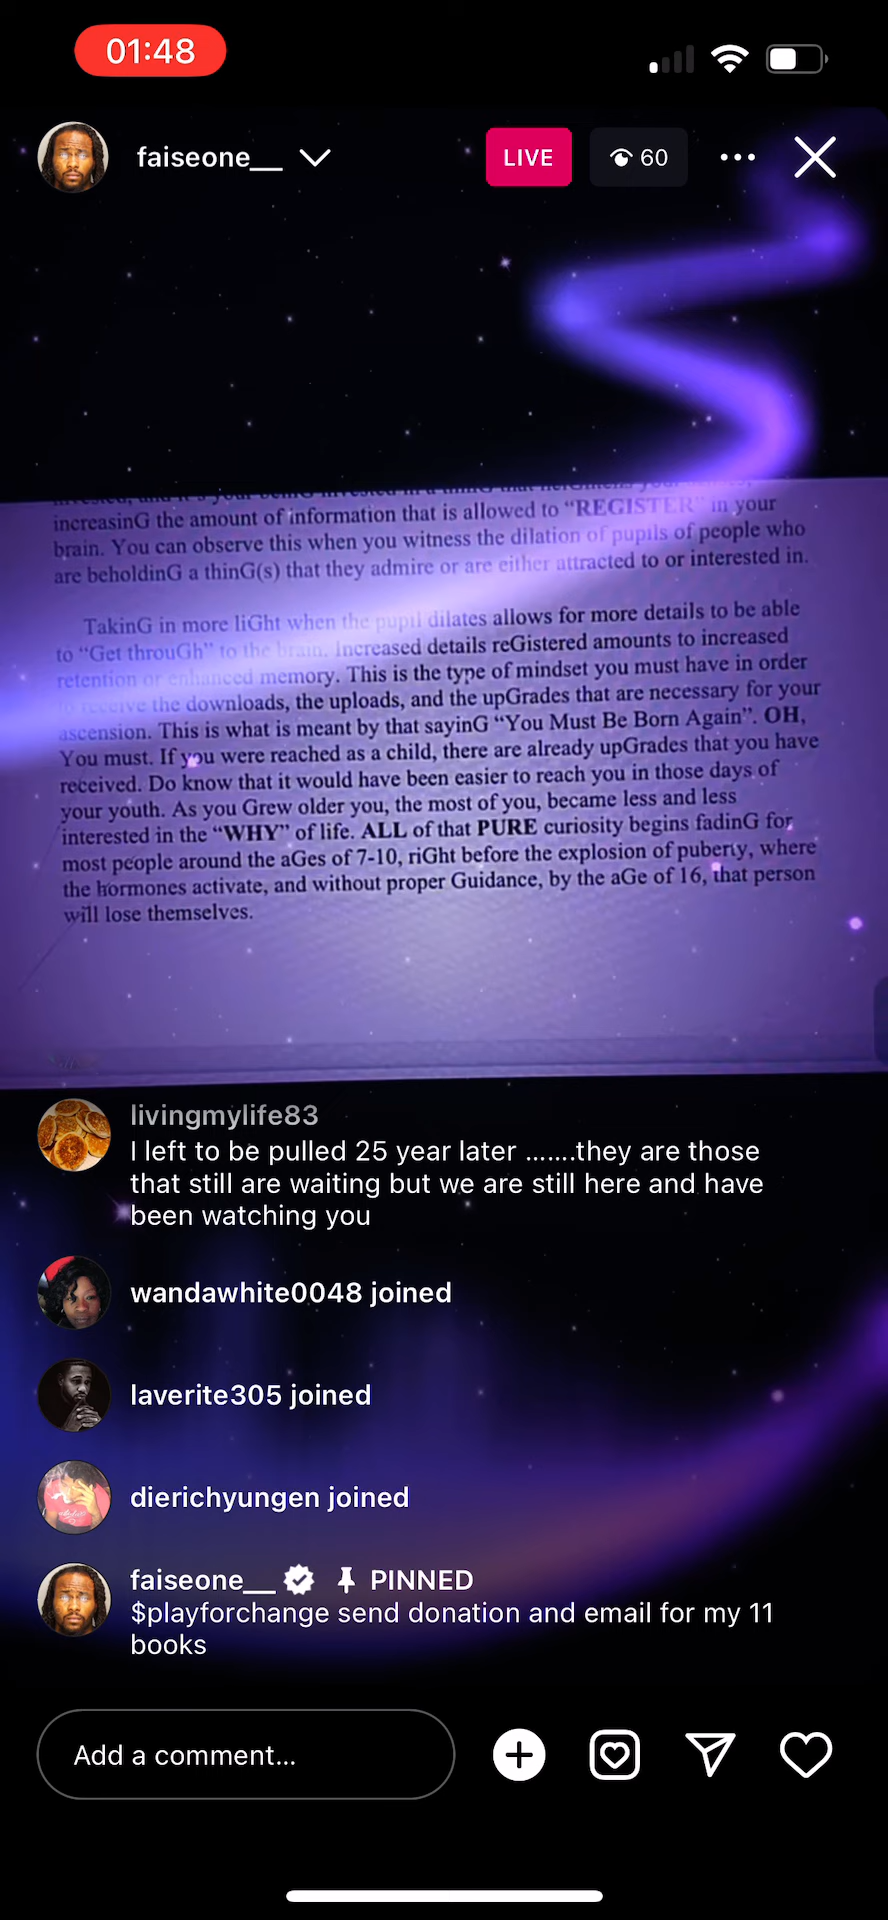 01:48
faiseone__
LIVE
60
increasinG the amount of information that is allowed to “REGISTER” in your
brain. You can observe this when you witness the dilation of pupils of people who
are beholdinG a thinG(s) that they admire or are either attracted to or interested in.
TakinG in more liGht when the pupil dilates allows for more details to be able
to “Get throuGh” to the brain. Increased details reGistered amounts to increased
retention or enhanced memory. This is the type of mindset you must have in order
to receive the downloads, the uploads, and the upGrades that are necessary for your
ascension. This is what is meant by that sayinG “You Must Be Born Again”. OH,
You must. If you were reached as a child, there are already upGrades that you have
received. Do know that it would have been easier to reach you in those days of
your youth. As you Grew older you, the most of you, became less and less
interested in the “WHY” of life. ALL of that PURE curiosity begins fadinG for
most people around the aGes of 7-10, riGht before the explosion of puberty, where
the hormones activate, and without proper Guidance, by the aGe of 16, that person
will lose themselves.
livingmylife83
I left to be pulled 25 year later .......they are those
that still are waiting but we are still here and have
been watching you
wandawhite0048 joined
laverite305 joined
dierichyungen joined
faiseone__ PINNED
$playforchange send donation and email for my 11
books
Add a comment...